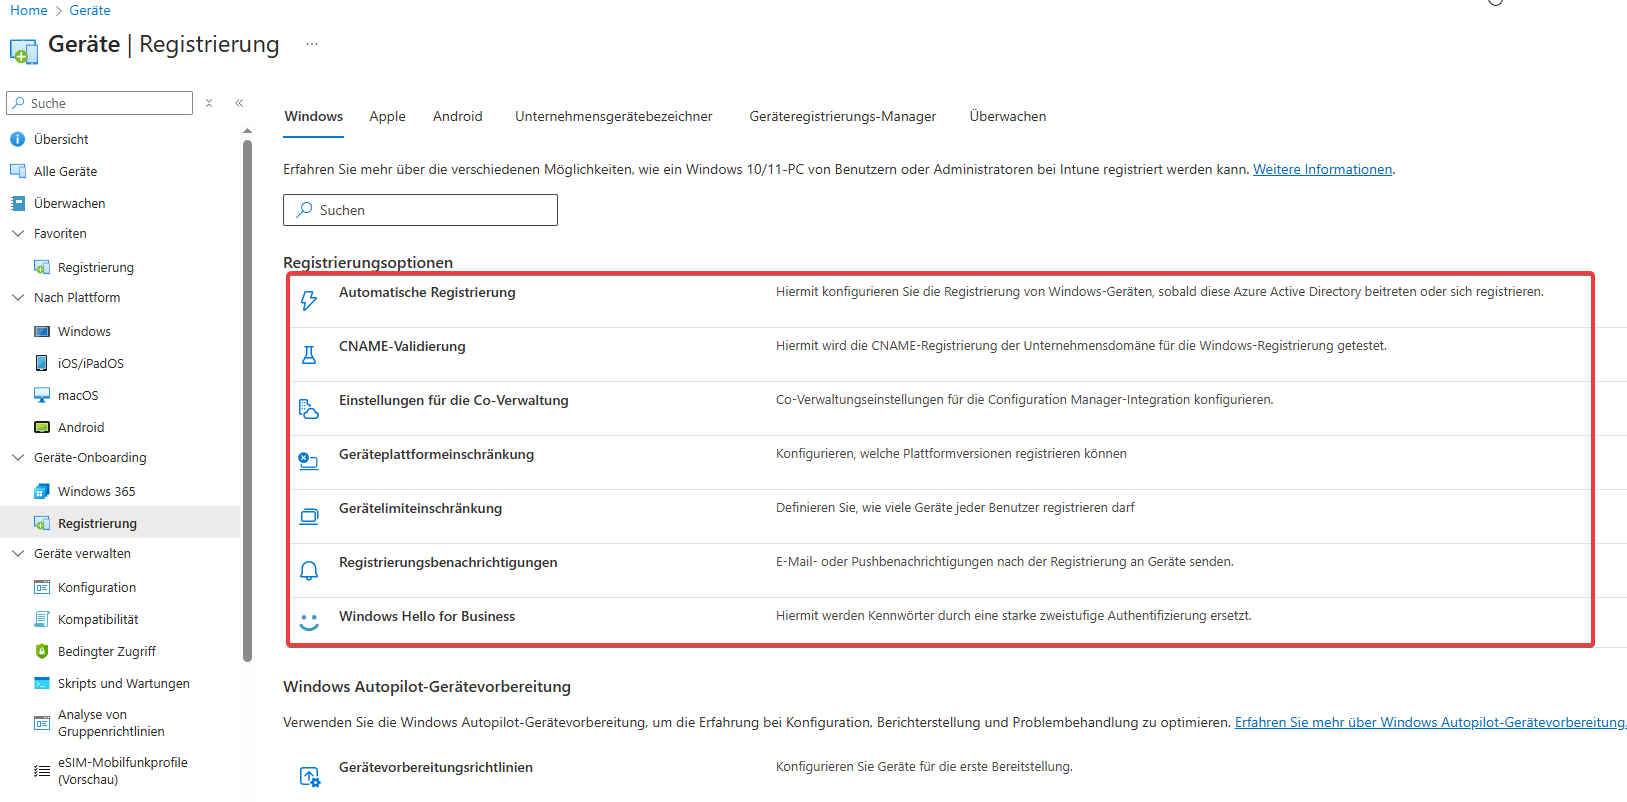 Home > Geräte
Geräte | Registrierung ...
Suche
Übersicht
Alle Geräte
Überwachen
Favoriten
Registrierung
Nach Plattform
Windows
iOS/iPadOS
macOS
Android
Geräte-Onboarding
Windows 365
Registrierung
Geräte verwalten
Konfiguration
Kompatibilität
Bedingter Zugriff
Skripts und Wartungen
Analyse von
Gruppenrichtlinien
eSIM-Mobilfunkprofile
(Vorschau)
Windows Apple Android Unternehmensgerätebezeichner Geräteregistrierungs-Manager Überwachen
Erfahren Sie mehr über die verschiedenen Möglichkeiten, wie ein Windows 10/11-PC von Benutzern oder Administratoren bei Intune registriert werden kann. Weitere Informationen.
Suchen
Registrierungsoptionen
Automatische Registrierung Hiermit konfigurieren Sie die Registrierung von Windows-Geräten, sobald diese Azure Active Directory beitreten oder sich registrieren.
CNAME-Validierung Hiermit wird die CNAME-Registrierung der Unternehmensdomäne für die Windows-Registrierung getestet.
Einstellungen für die Co-Verwaltung Co-Verwaltungseinstellungen für die Configuration Manager-Integration konfigurieren.
Geräteplattformeinschränkung Konfigurieren, welche Plattformversionen registrieren können
Gerätelimiteinschränkung Definieren Sie, wie viele Geräte jeder Benutzer registrieren darf
Registrierungsbenachrichtigungen E-Mail- oder Pushbenachrichtigungen nach der Registrierung an Geräte senden.
Windows Hello for Business Hiermit werden Kennwörter durch eine starke zweistufige Authentifizierung ersetzt.
Windows Autopilot-Gerätevorbereitung
Verwenden Sie die Windows Autopilot-Gerätevorbereitung, um die Erfahrung bei Konfiguration, Berichterstellung und Problembehandlung zu optimieren. Erfahren Sie mehr über Windows Autopilot-Gerätevorbereitung.
Gerätevorbereitungsrichtlinien Konfigurieren Sie Geräte für die erste Bereitstellung.